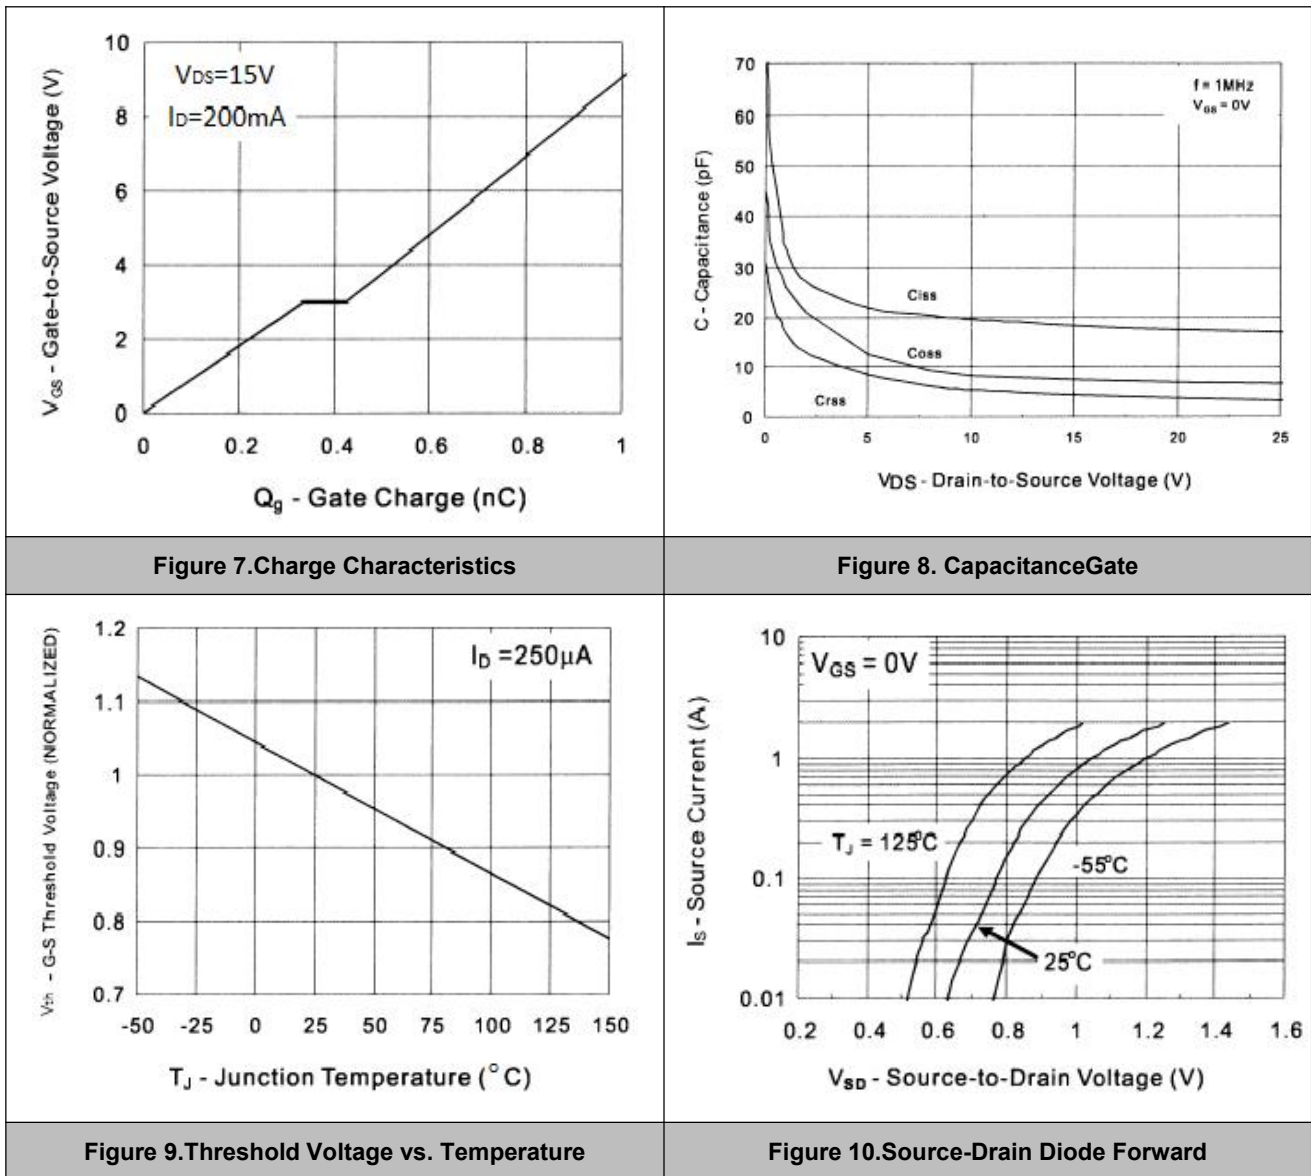 10
8
6
4
2
0
VGS - Gate-to-Source Voltage (V)
VDS=15V
ID=200mA
0 0.2 0.4 0.6 0.8 1
Qg - Gate Charge (nC)
Figure 7.Charge Characteristics
70
60
50
40
30
20
10
0
C - Capacitance (pF)
f = 1MHz
VGS = 0V
Ciss
Coss
Crss
0 5 10 15 20 25
VDS - Drain-to-Source Voltage (V)
Figure 8. CapacitanceGate
1.2
1.1
1
0.9
0.8
0.7
Vth - G-S Threshold Voltage (NORMALIZED)
ID =250µA
-50 -25 0 25 50 75 100 125 150
TJ - Junction Temperature (°C)
Figure 9.Threshold Voltage vs. Temperature
10
1
0.1
0.01
IS - Source Current (A)
VGS = 0V
TJ = 125°C
-55°C
25°C
0.2 0.4 0.6 0.8 1 1.2 1.4 1.6
VSD - Source-to-Drain Voltage (V)
Figure 10.Source-Drain Diode Forward